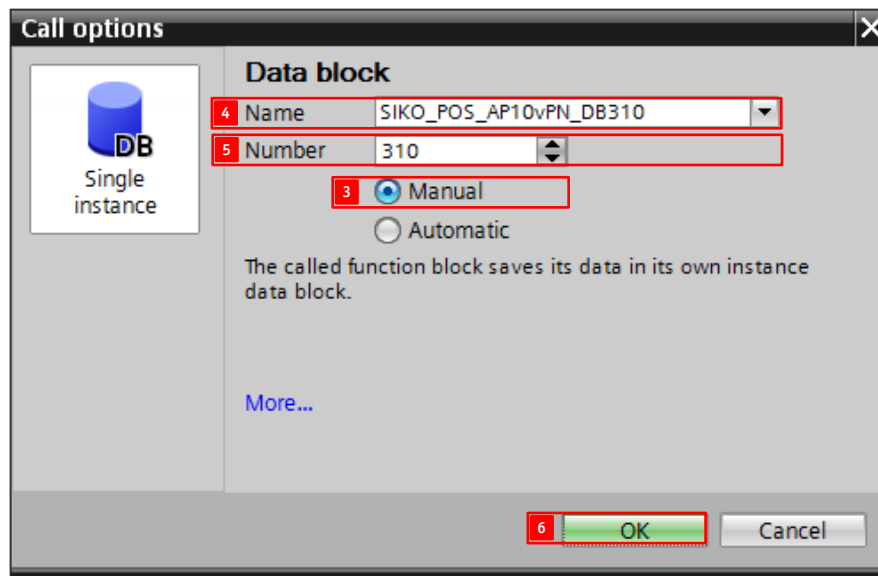 Call options
Data block
4 Name SIKO_POS_AP10vPN_DB310
5 Number 310
DB
Single
instance
3 Manual
Automatic
The called function block saves its data in its own instance
data block.
More...
6 OK Cancel